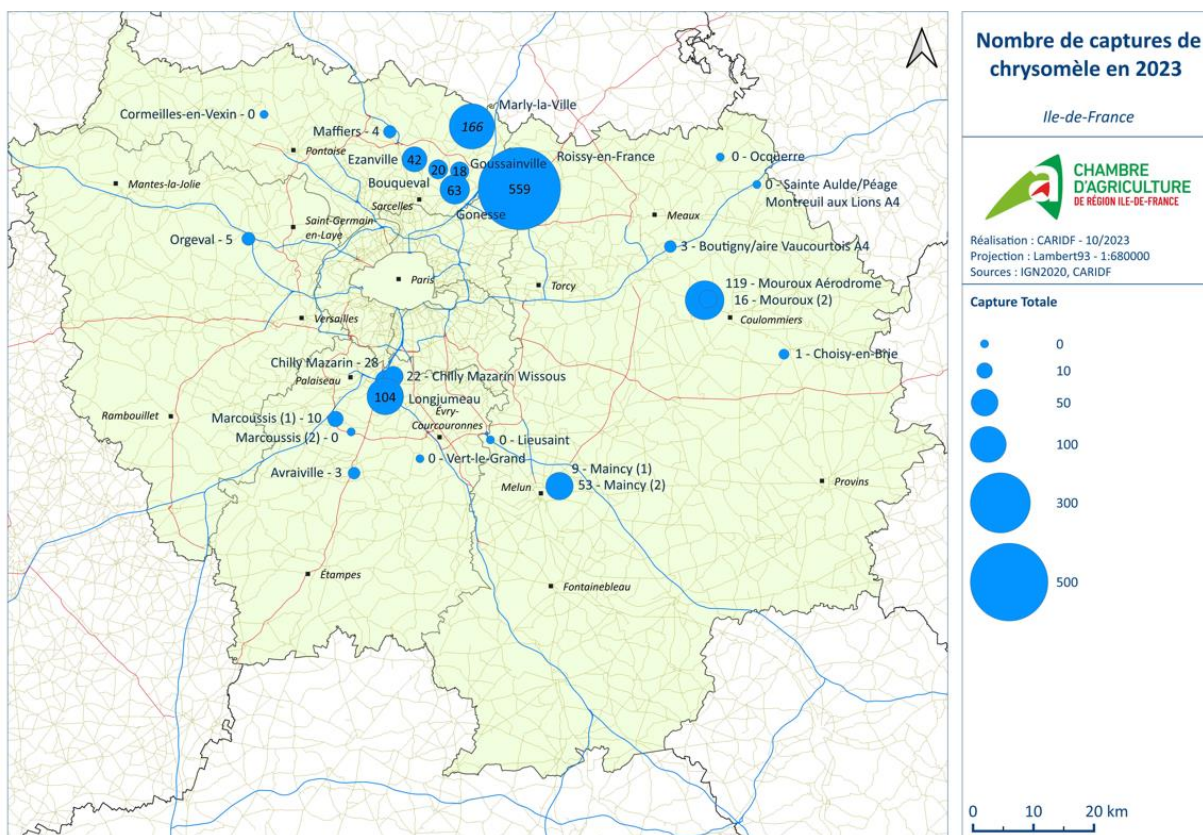 Cormeilles-en-Vexin - 0
Pontoise
Mantes-la-Jolie
Maffiers - 4
Marly-la-Ville
166
Ezanville
42
20
18
Goussainville
Roissy-en-France
559
Bouqueval
63
Sarcelles
Gonesse
Saint-Germain
en-Laye
Orgeval - 5
Paris
Versailles
Torcy
0 - Ocquerre
0 - Sainte Aulde/Péage
Montreuil aux Lions A4
Meaux
3 - Boutigny/aire Vaucourtois A4
119 - Mouroux Aérodrome
16 - Mouroux (2)
Coulommiers
1 - Choisy-en-Brie
Chilly Mazarin - 28
22 - Chilly Mazarin Wissous
Palaiseau
104
Longjumeau
Rambouillet
Marcoussis (1) - 10
Marcoussis (2) - 0
Évry-
Courcouronnes
0 - Lieusaint
0 - Vert-le-Grand
Avraiville - 3
9 - Maincy (1)
53 - Maincy (2)
Melun
Provins
Étampes
Fontainebleau
Nombre de captures de
chrysomèle en 2023
Ile-de-France
CHAMBRE
D'AGRICULTURE
DE RÉGION ILE-DE-FRANCE
Réalisation : CARIDF - 10/2023
Projection : Lambert93 - 1:680000
Sources : IGN2020, CARIDF
Capture Totale
0
10
50
100
300
500
0 10 20 km